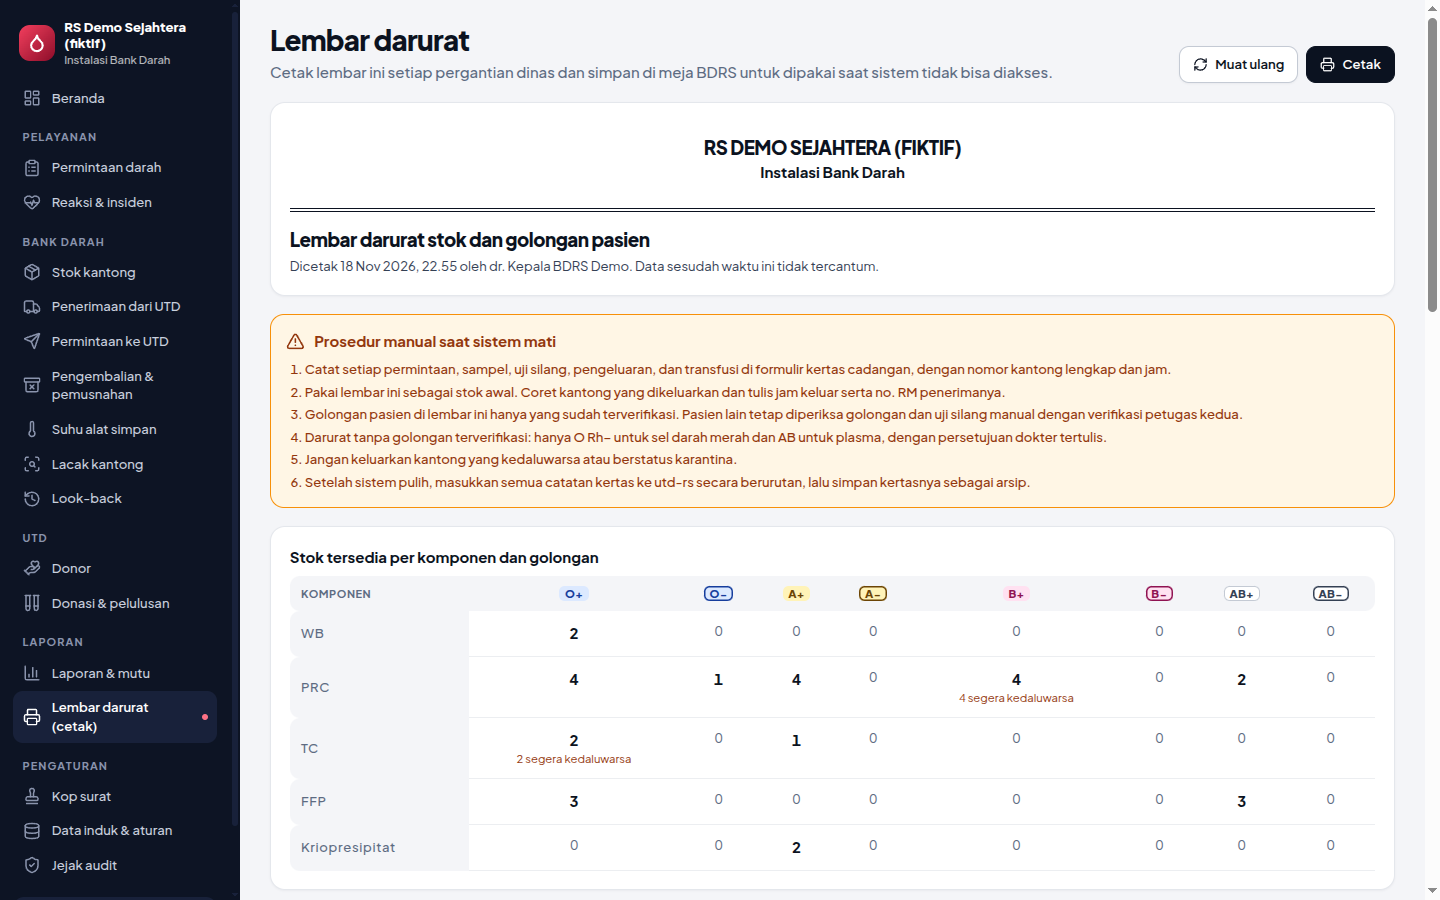 RS Demo Sejahtera
(fiktif)
Instalasi Bank Darah
Beranda
PELAYANAN
Permintaan darah
Reaksi & insiden
BANK DARAH
Stok kantong
Penerimaan dari UTD
Permintaan ke UTD
Pengembalian &
pemusnahan
Suhu alat simpan
Lacak kantong
Look-back
UTD
Donor
Donasi & pelulusan
LAPORAN
Laporan & mutu
Lembar darurat
(cetak)
PENGATURAN
Kop surat
Data induk & aturan
Jejak audit
Lembar darurat
Cetak lembar ini setiap pergantian dinas dan simpan di meja BDRS untuk dipakai saat sistem tidak bisa diakses.
Muat ulang
Cetak
RS DEMO SEJAHTERA (FIKTIF)
Instalasi Bank Darah
Lembar darurat stok dan golongan pasien
Dicetak 18 Nov 2026, 22.55 oleh dr. Kepala BDRS Demo. Data sesudah waktu ini tidak tercantum.
Prosedur manual saat sistem mati
1. Catat setiap permintaan, sampel, uji silang, pengeluaran, dan transfusi di formulir kertas cadangan, dengan nomor kantong lengkap dan jam.
2. Pakai lembar ini sebagai stok awal. Coret kantong yang dikeluarkan dan tulis jam keluar serta no. RM penerimanya.
3. Golongan pasien di lembar ini hanya yang sudah terverifikasi. Pasien lain tetap diperiksa golongan dan uji silang manual dengan verifikasi petugas kedua.
4. Darurat tanpa golongan terverifikasi: hanya O Rh− untuk sel darah merah dan AB untuk plasma, dengan persetujuan dokter tertulis.
5. Jangan keluarkan kantong yang kedaluwarsa atau berstatus karantina.
6. Setelah sistem pulih, masukkan semua catatan kertas ke utd-rs secara berurutan, lalu simpan kertasnya sebagai arsip.
Stok tersedia per komponen dan golongan
KOMPONEN O+ O− A+ A− B+ B− AB+ AB−
WB 2 0 0 0 0 0 0 0
PRC 4 1 4 0 4 0 2 0
4 segera kedaluwarsa
TC 2 0 1 0 0 0 0 0
2 segera kedaluwarsa
FFP 3 0 0 0 0 0 3 0
Kriopresipitat 0 0 2 0 0 0 0 0